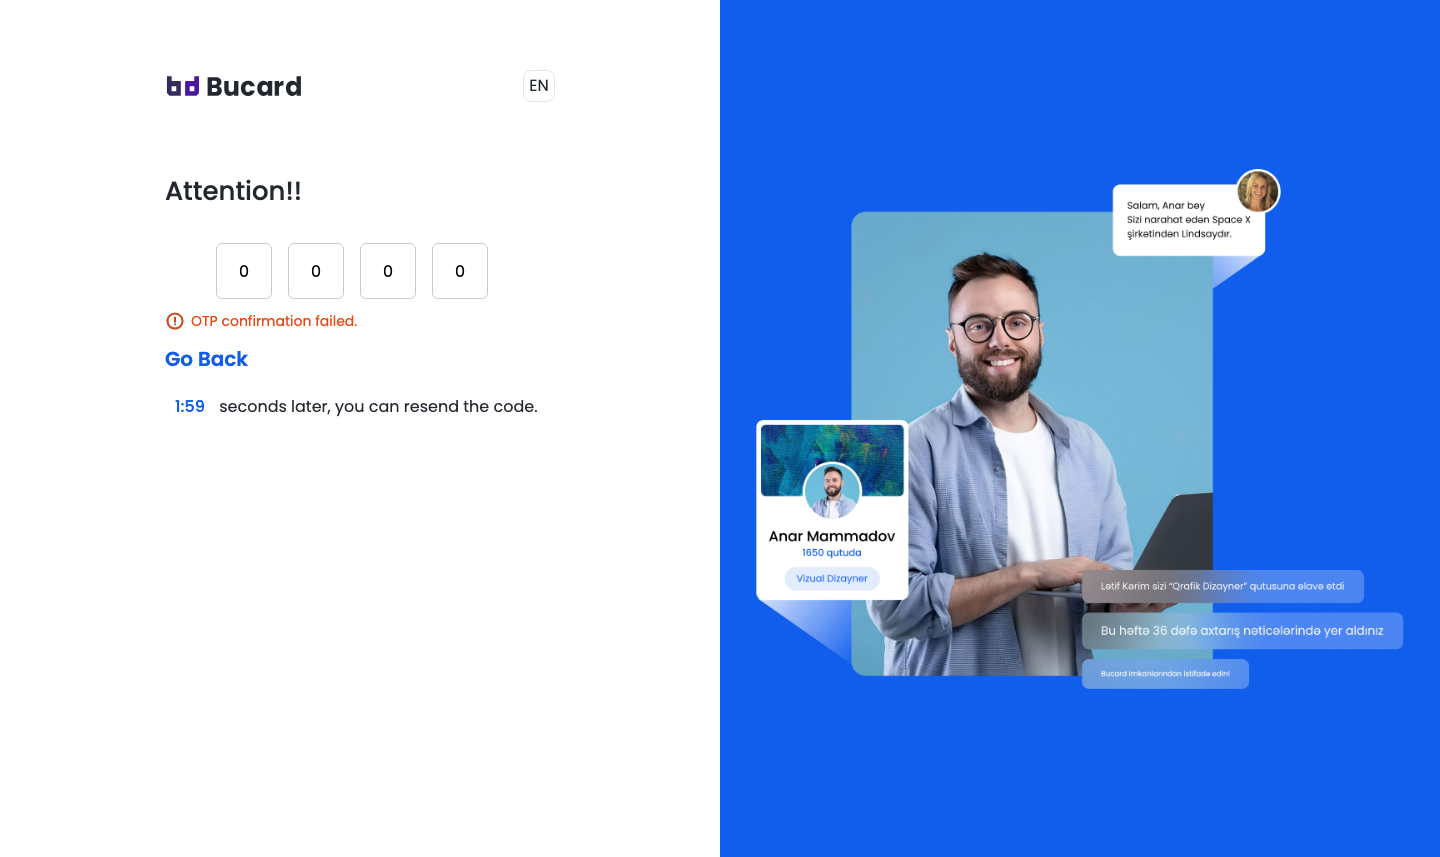 bd Bucard
EN
Attention!!
0 0 0 0
OTP confirmation failed.
Go Back
1:59 seconds later, you can resend the code.
Salam, Anar bəy
Sizi narahat edən Space X
şirkətindən Lindsaydır.
Anar Mammadov
1650 qutuda
Vizual Dizayner
Lətif Kərim sizi “Qrafik Dizayner” qutusuna əlavə etdi
Bu həftə 36 dəfə axtarış nəticələrində yer aldınız
Bucard imkanlarından istifadə edin!